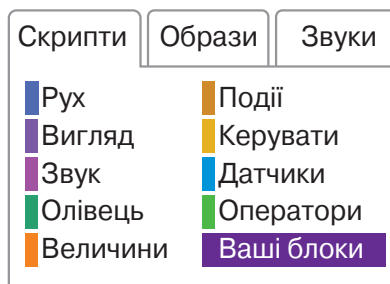 Скрипти Образи Звуки
Рух Події
Вигляд Керувати
Звук Датчики
Олівець Оператори
Величини Ваші блоки